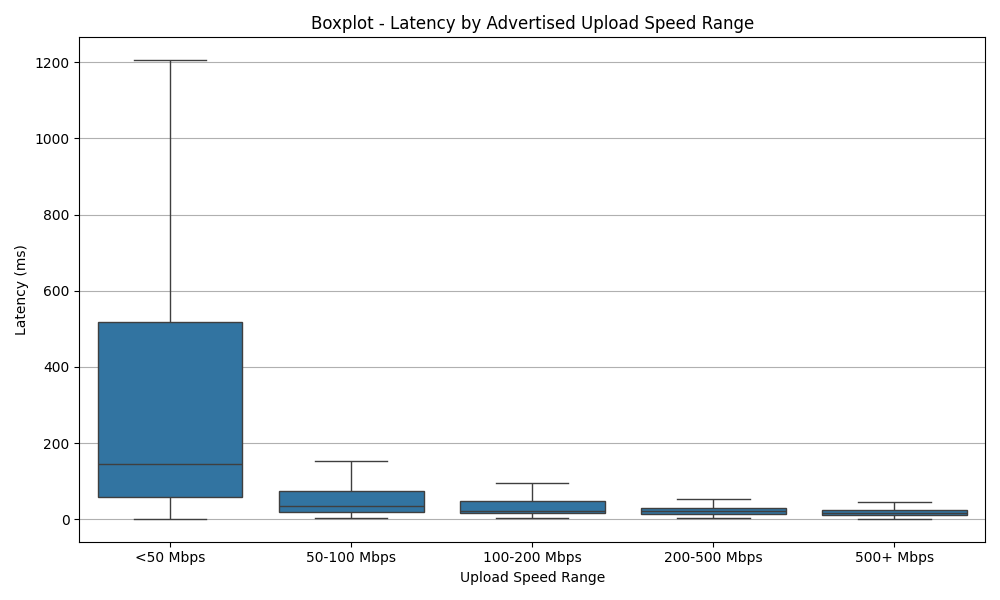 Boxplot - Latency by Advertised Upload Speed Range
1200
1000
800
600
400
200
0
Latency (ms)
<50 Mbps
50-100 Mbps
100-200 Mbps
200-500 Mbps
500+ Mbps
Upload Speed Range